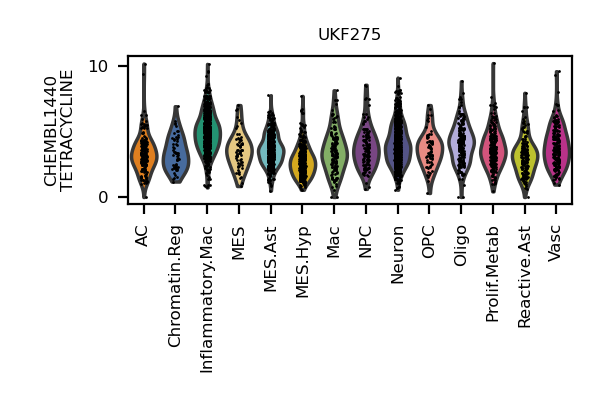 UKF275
CHEMBL1440
TETRACYCLINE
10
0
AC
Chromatin.Reg
Inflammatory.Mac
MES
MES.Ast
MES.Hyp
Mac
NPC
Neuron
OPC
Oligo
Prolif.Metab
Reactive.Ast
Vasc